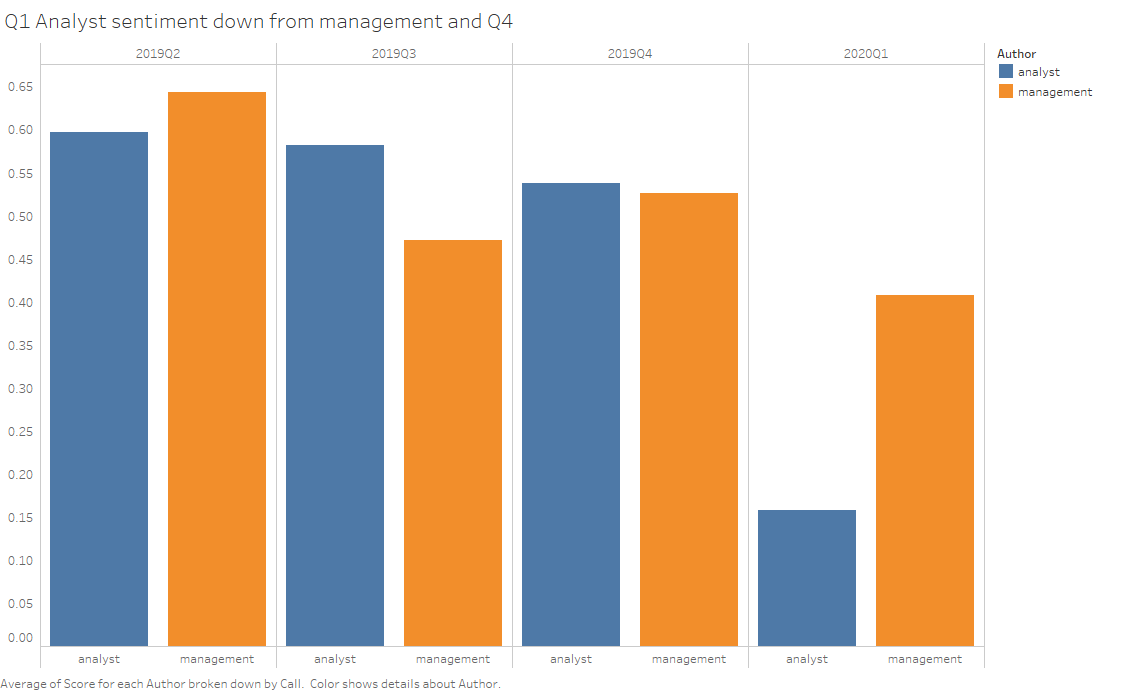 Q1 Analyst sentiment down from management and Q4
2019Q2 2019Q3 2019Q4 2020Q1
Author
analyst
management
0.65
0.60
0.55
0.50
0.45
0.40
0.35
0.30
0.25
0.20
0.15
0.10
0.05
0.00
analyst management analyst management analyst management analyst management
Average of Score for each Author broken down by Call. Color shows details about Author.